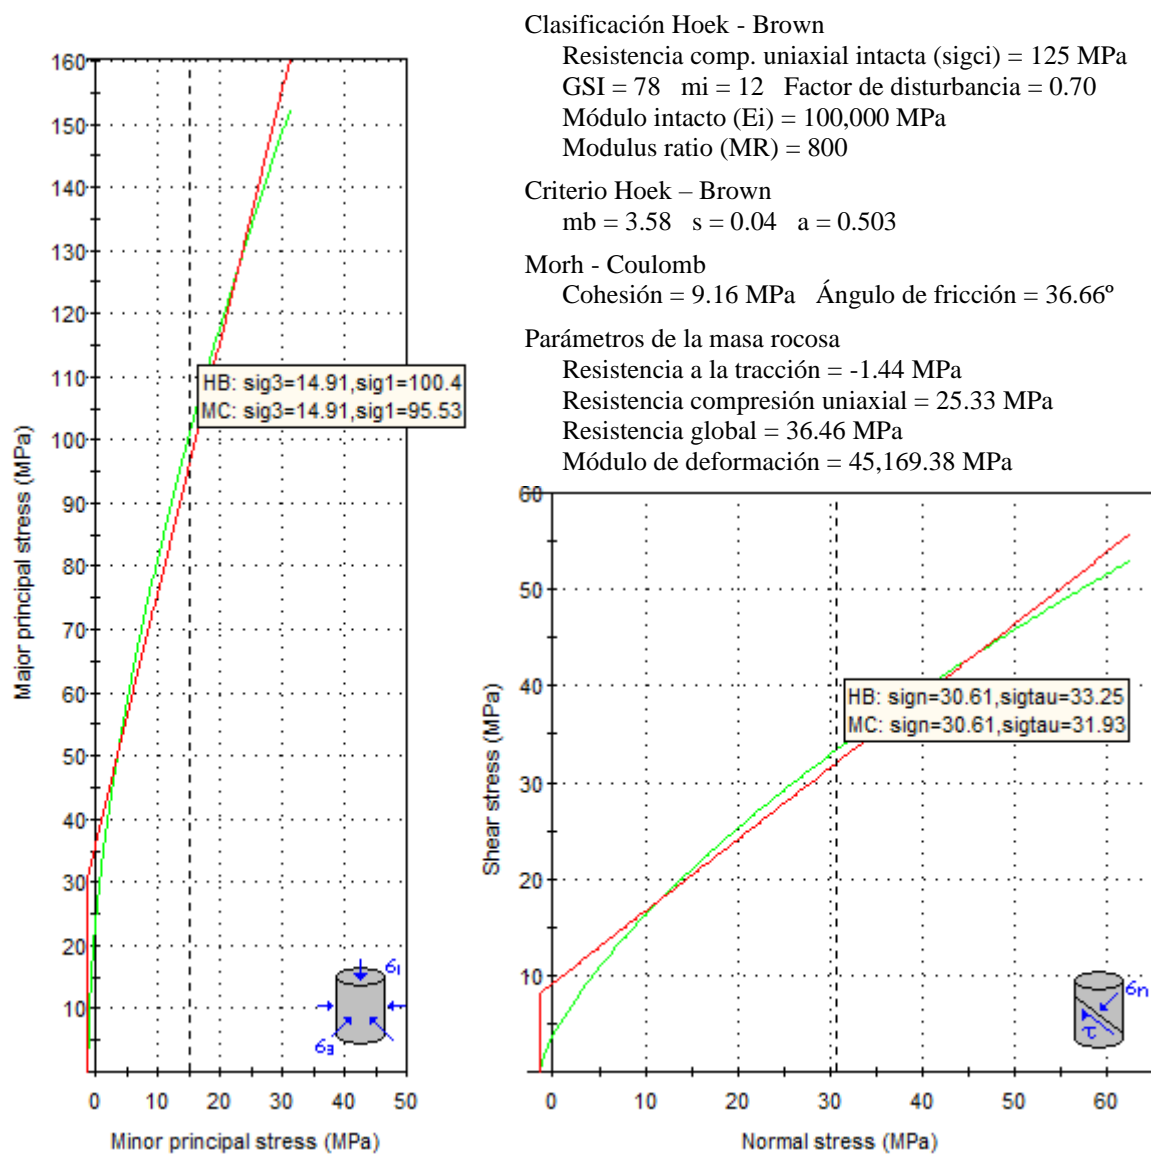 Clasificación Hoek - Brown
Resistencia comp. uniaxial intacta (sigci) = 125 MPa
GSI = 78 mi = 12 Factor de disturbancia = 0.70
Módulo intacto (Ei) = 100,000 MPa
Modulus ratio (MR) = 800
Criterio Hoek – Brown
mb = 3.58 s = 0.04 a = 0.503
Morh - Coulomb
Cohesión = 9.16 MPa Ángulo de fricción = 36.66º
Parámetros de la masa rocosa
Resistencia a la tracción = -1.44 MPa
Resistencia compresión uniaxial = 25.33 MPa
Resistencia global = 36.46 MPa
Módulo de deformación = 45,169.38 MPa
Major principal stress (MPa)
160
150
140
130
120
110
100
90
80
70
60
50
40
30
20
10
HB: sig3=14.91,sig1=100.4
MC: sig3=14.91,sig1=95.53
σ1
σ3
0 10 20 30 40 50
Minor principal stress (MPa)
Shear stress (MPa)
60
50
40
30
20
10
HB: sign=30.61,sigtau=33.25
MC: sign=30.61,sigtau=31.93
σn
τ
0 10 20 30 40 50 60
Normal stress (MPa)